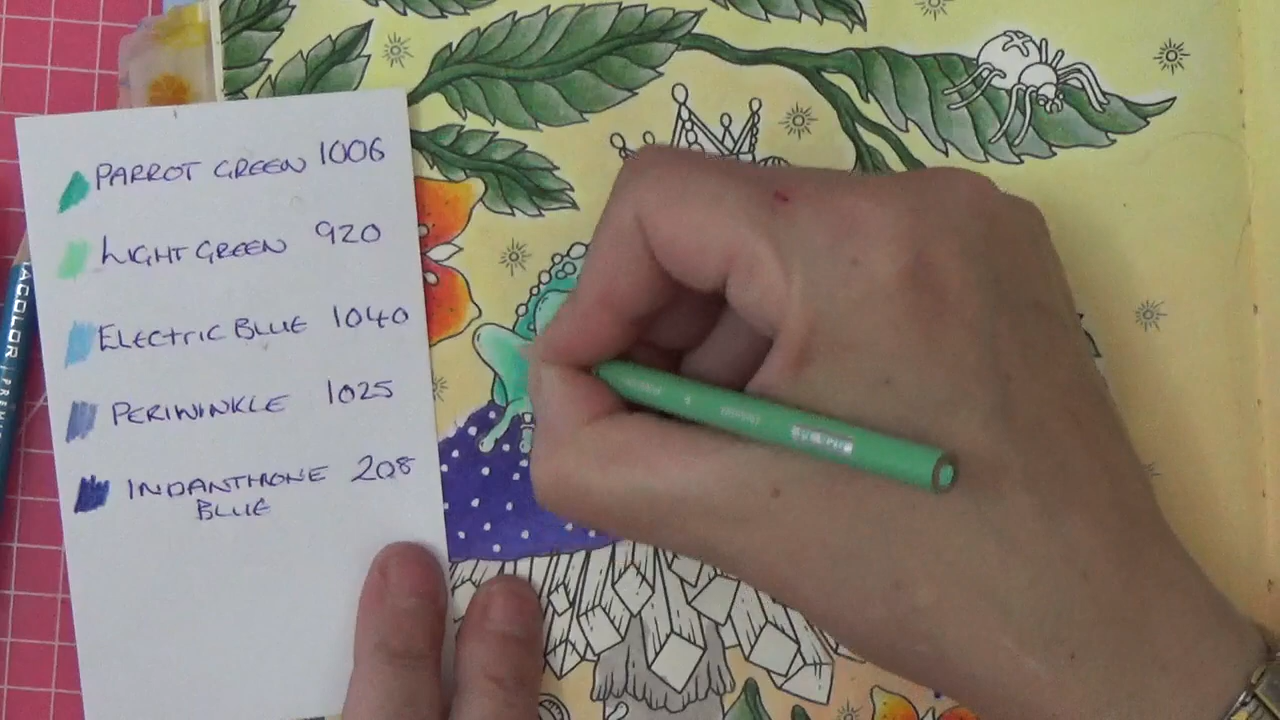 PARROT GREEN 1006
LIGHT GREEN 920
ELECTRIC BLUE 1040
PERIWINKLE 1025
INDANTHRONE 208
BLUE